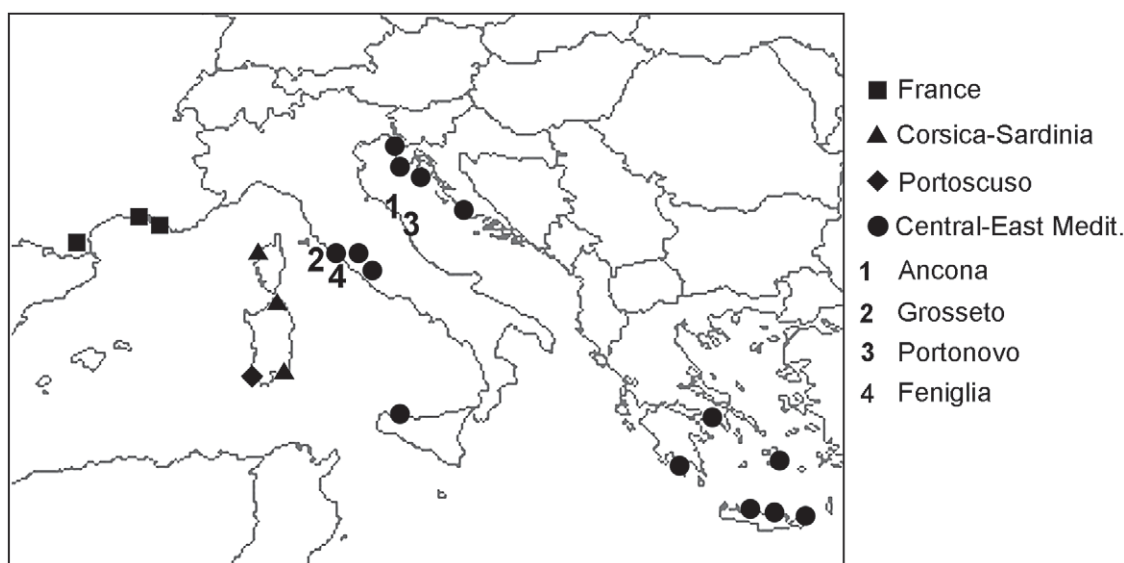 1
3
2
4
France
Corsica-Sardinia
Portoscuso
Central-East Medit.
1 Ancona
2 Grosseto
3 Portonovo
4 Feniglia